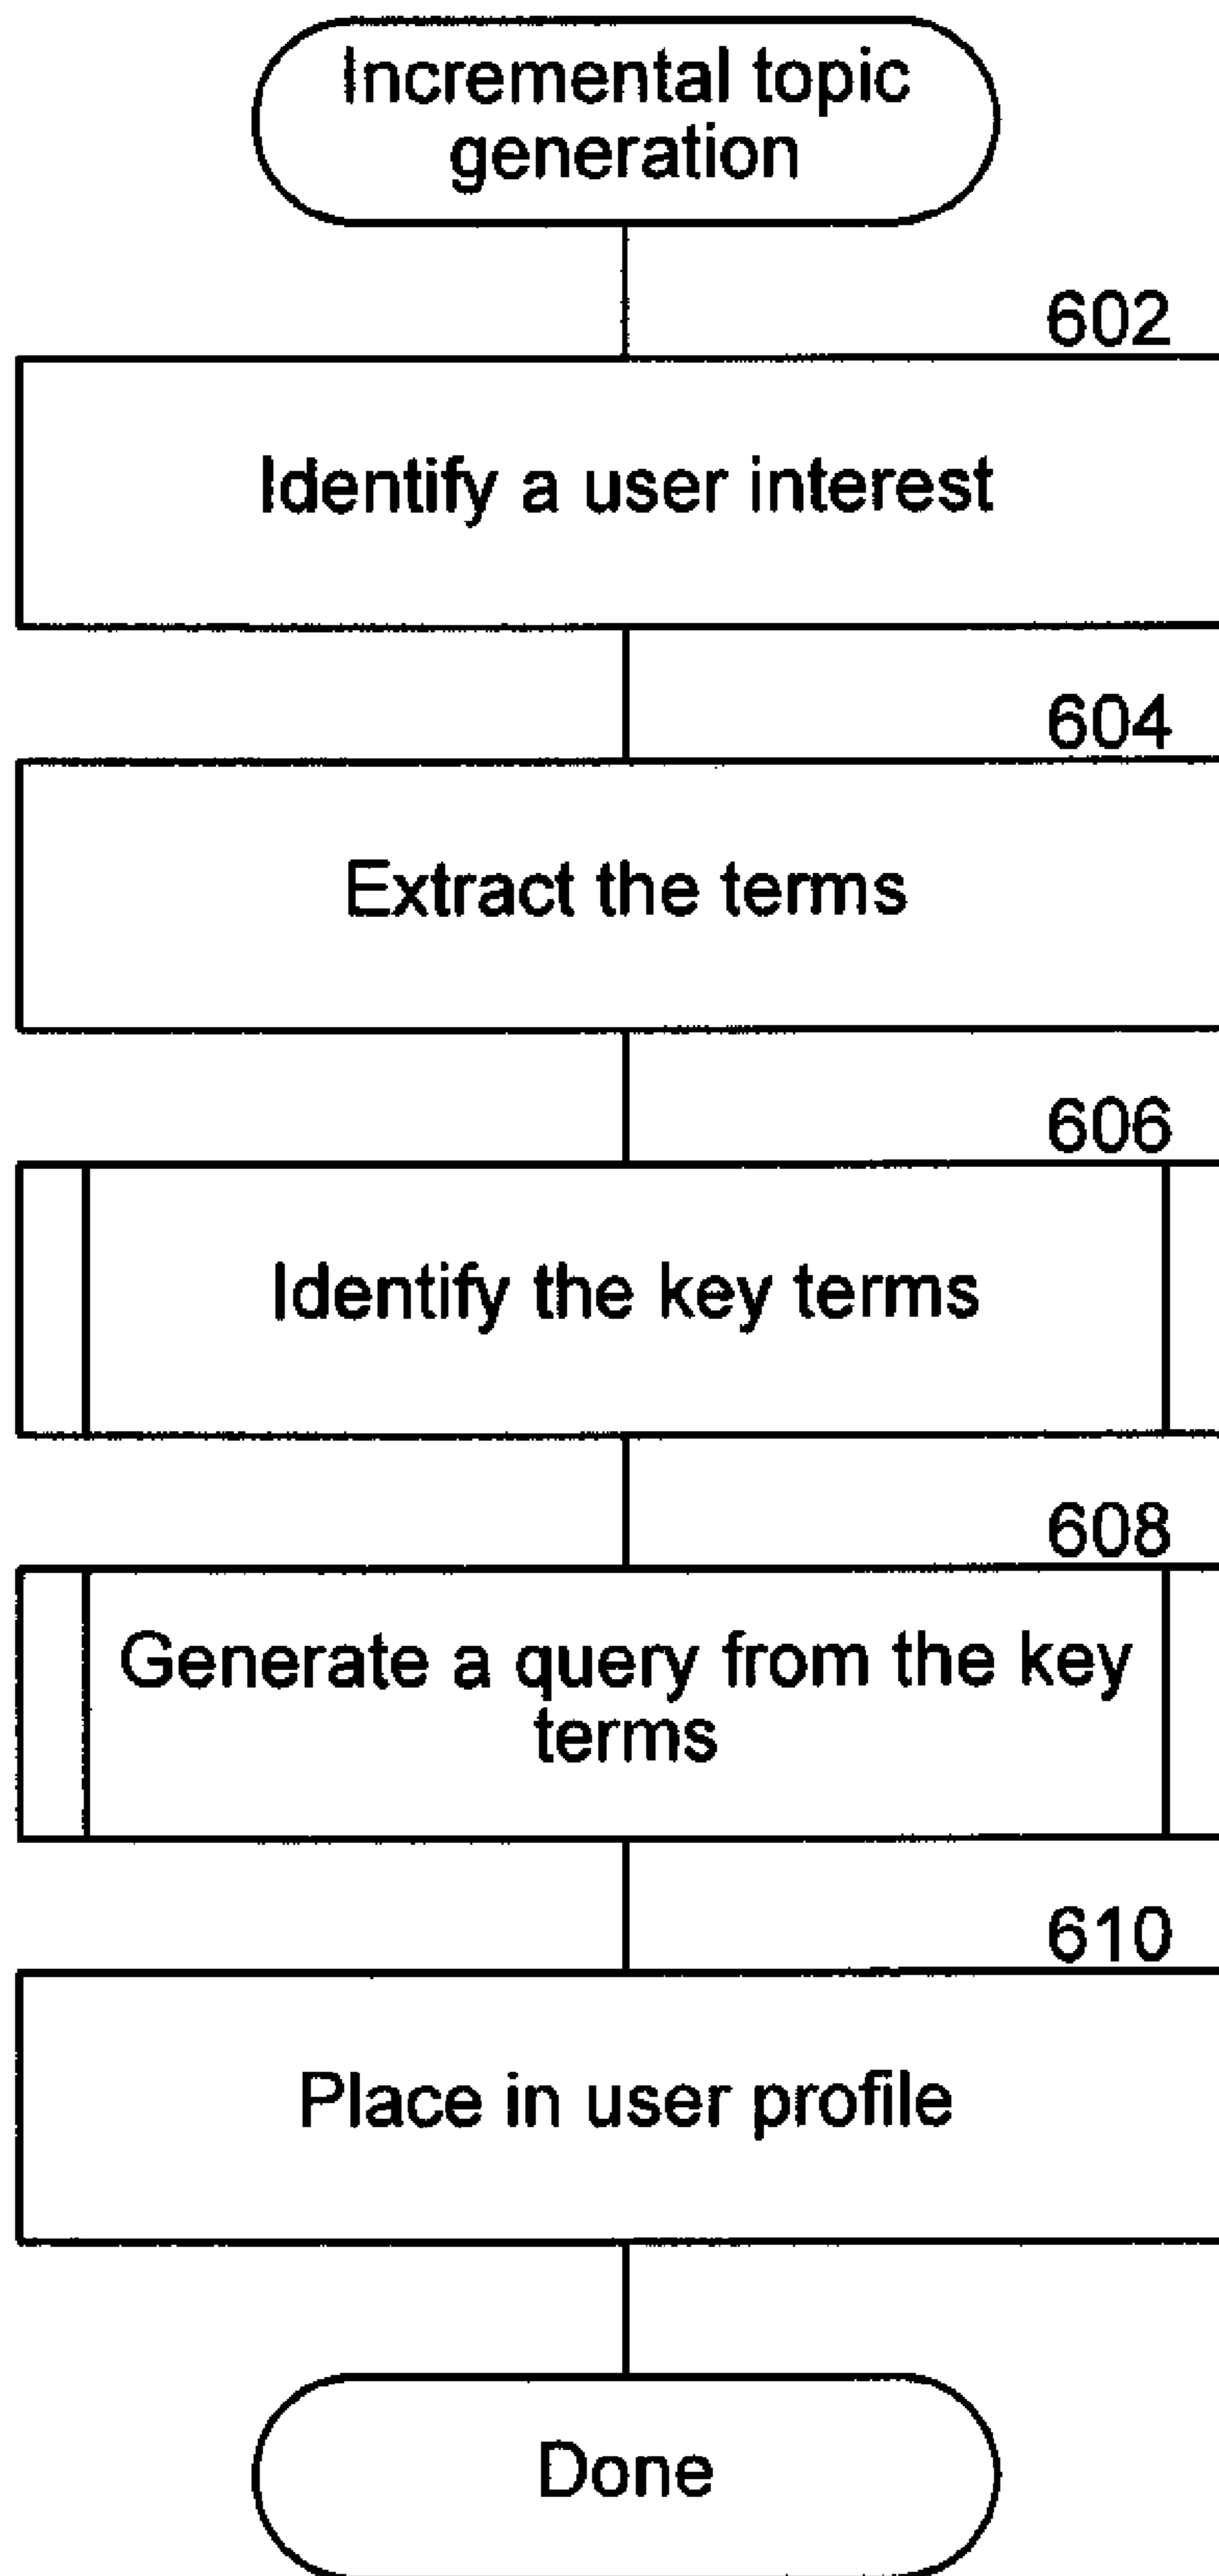 Incremental topic
generation
602
Identify a user interest
604
Extract the terms
606
Identify the key terms
608
Generate a query from the key
terms
610
Place in user profile
Done